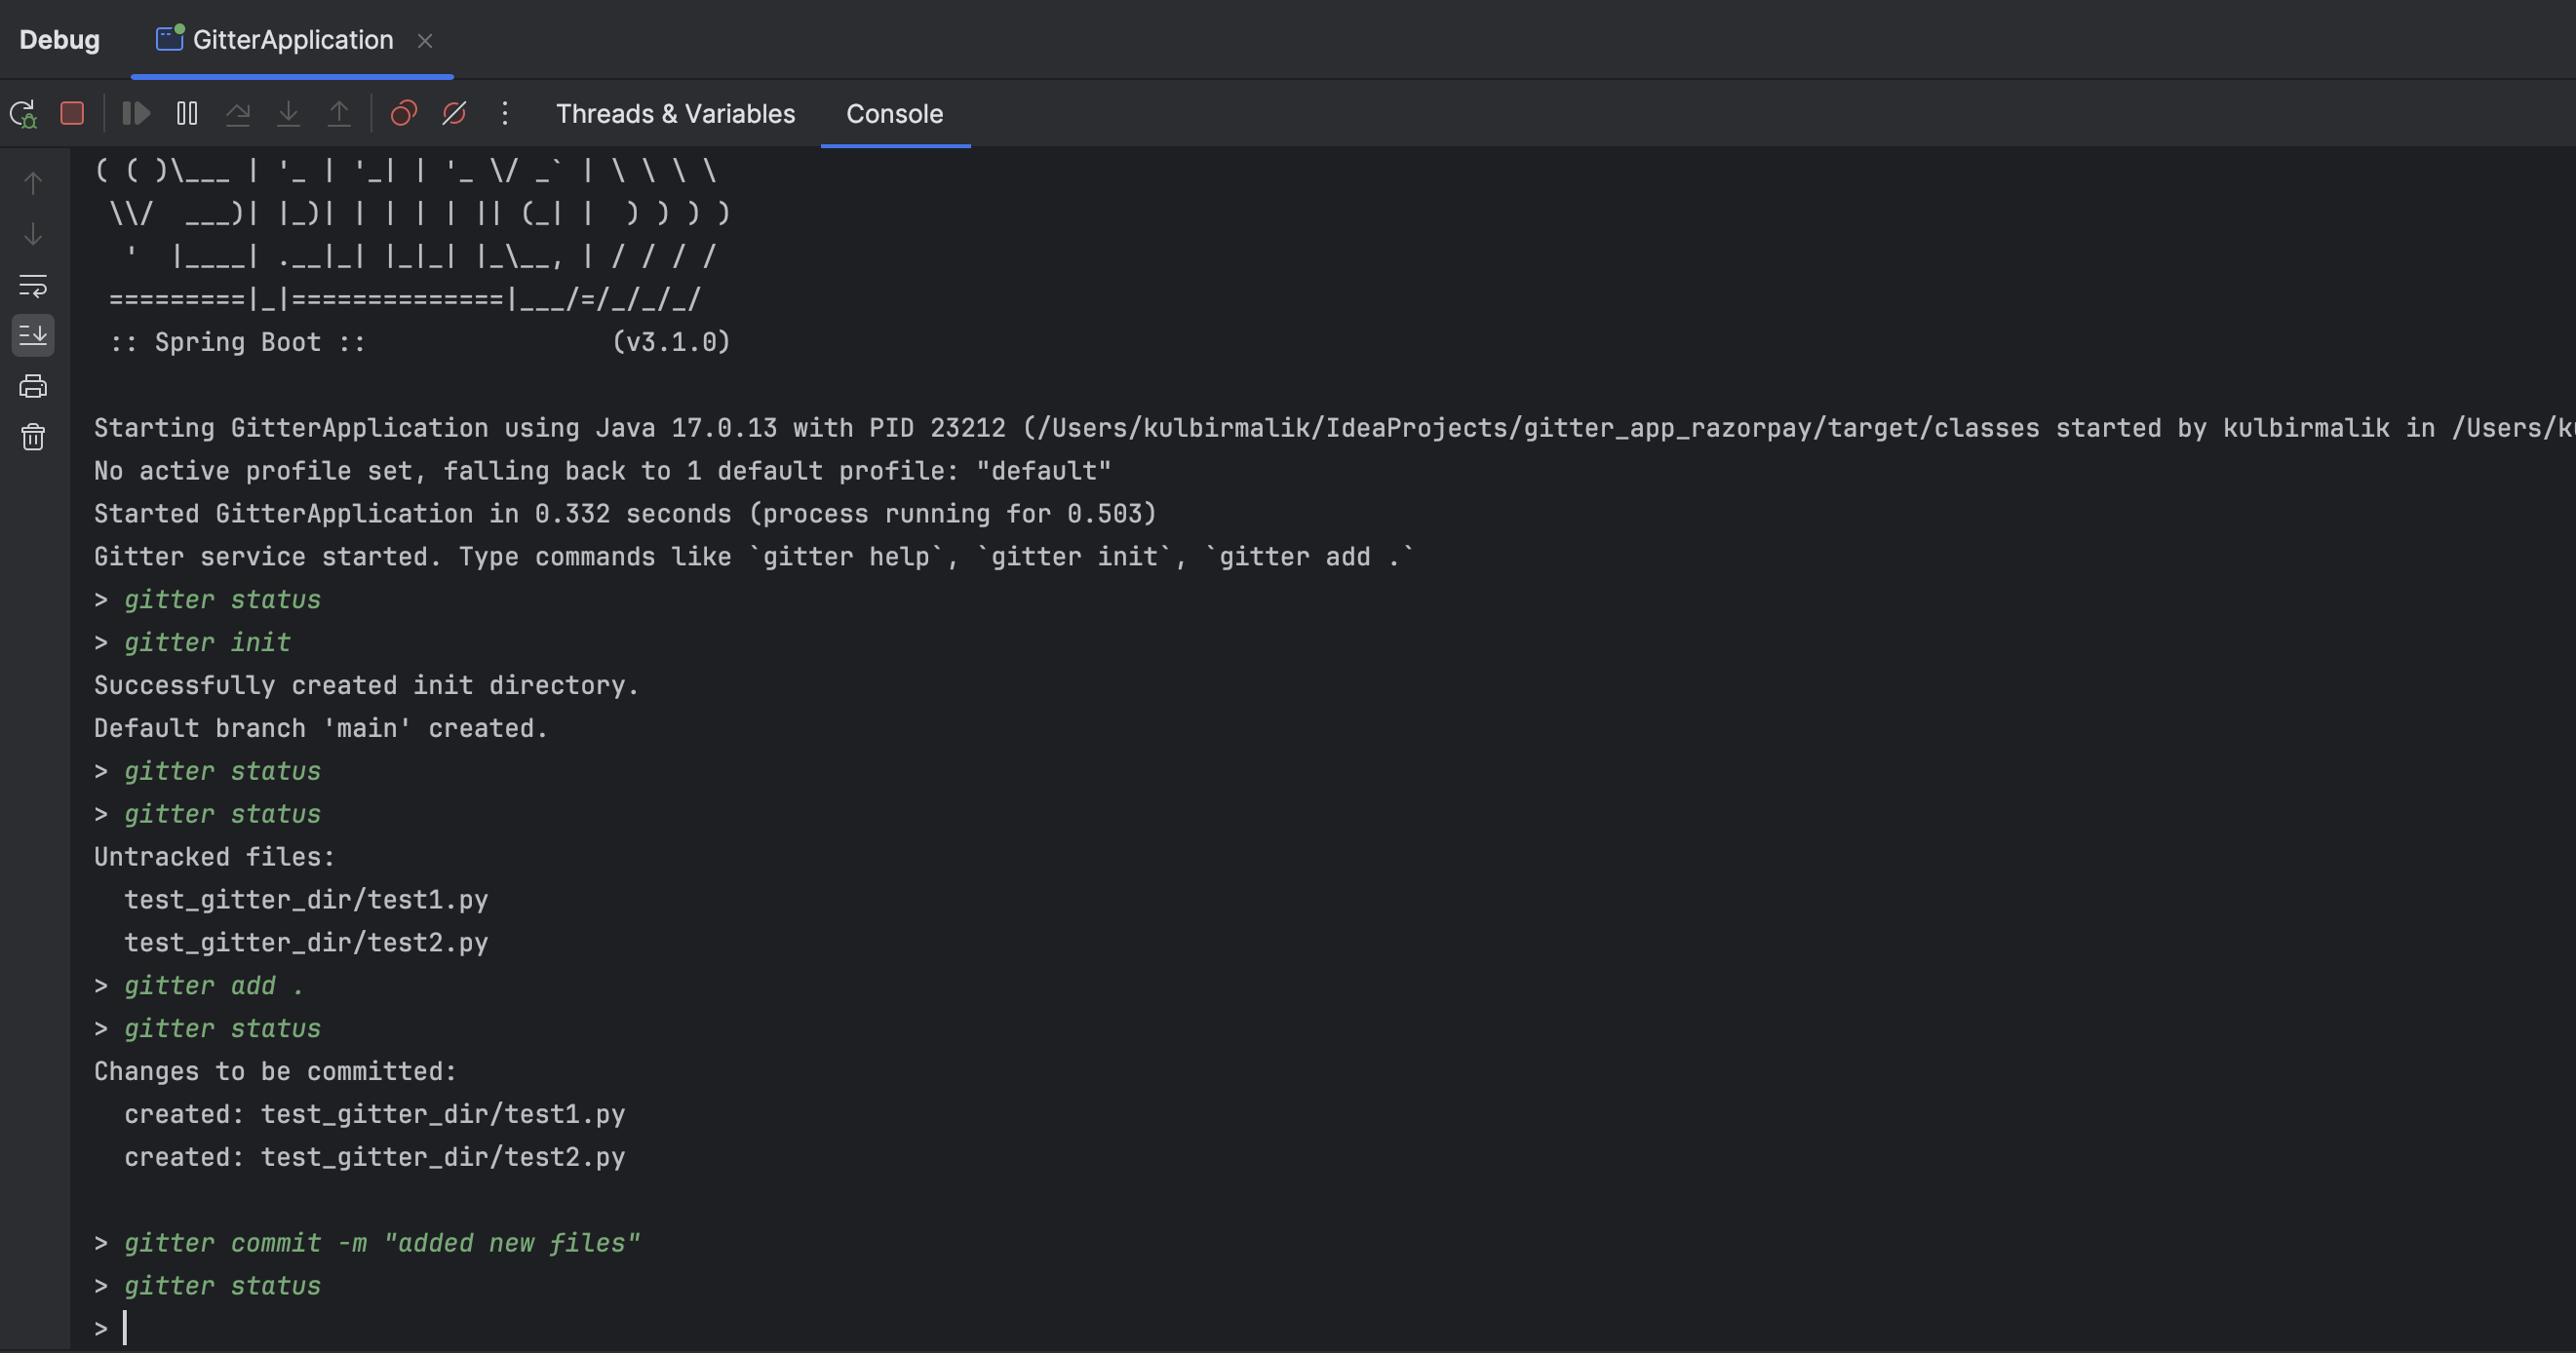 Debug GitterApplication
Threads & Variables Console
( ( )\___ | '_ | '_| | '_ \/ _` | \ \ \ \
 \\/  ___)| |_)| | | | | || (_| |  ) ) ) )
  '  |____| .__|_| |_|_| |_\__, | / / / /
 =========|_|==============|___/=/_/_/_/
 :: Spring Boot ::                (v3.1.0)
Starting GitterApplication using Java 17.0.13 with PID 23212 (/Users/kulbirmalik/IdeaProjects/gitter_app_razorpay/target/classes started by kulbirmalik in /Users/k
No active profile set, falling back to 1 default profile: "default"
Started GitterApplication in 0.332 seconds (process running for 0.503)
Gitter service started. Type commands like `gitter help`, `gitter init`, `gitter add .`
> gitter status
> gitter init
Successfully created init directory.
Default branch 'main' created.
> gitter status
> gitter status
Untracked files:
  test_gitter_dir/test1.py
  test_gitter_dir/test2.py
> gitter add .
> gitter status
Changes to be committed:
  created: test_gitter_dir/test1.py
  created: test_gitter_dir/test2.py
> gitter commit -m "added new files"
> gitter status
>